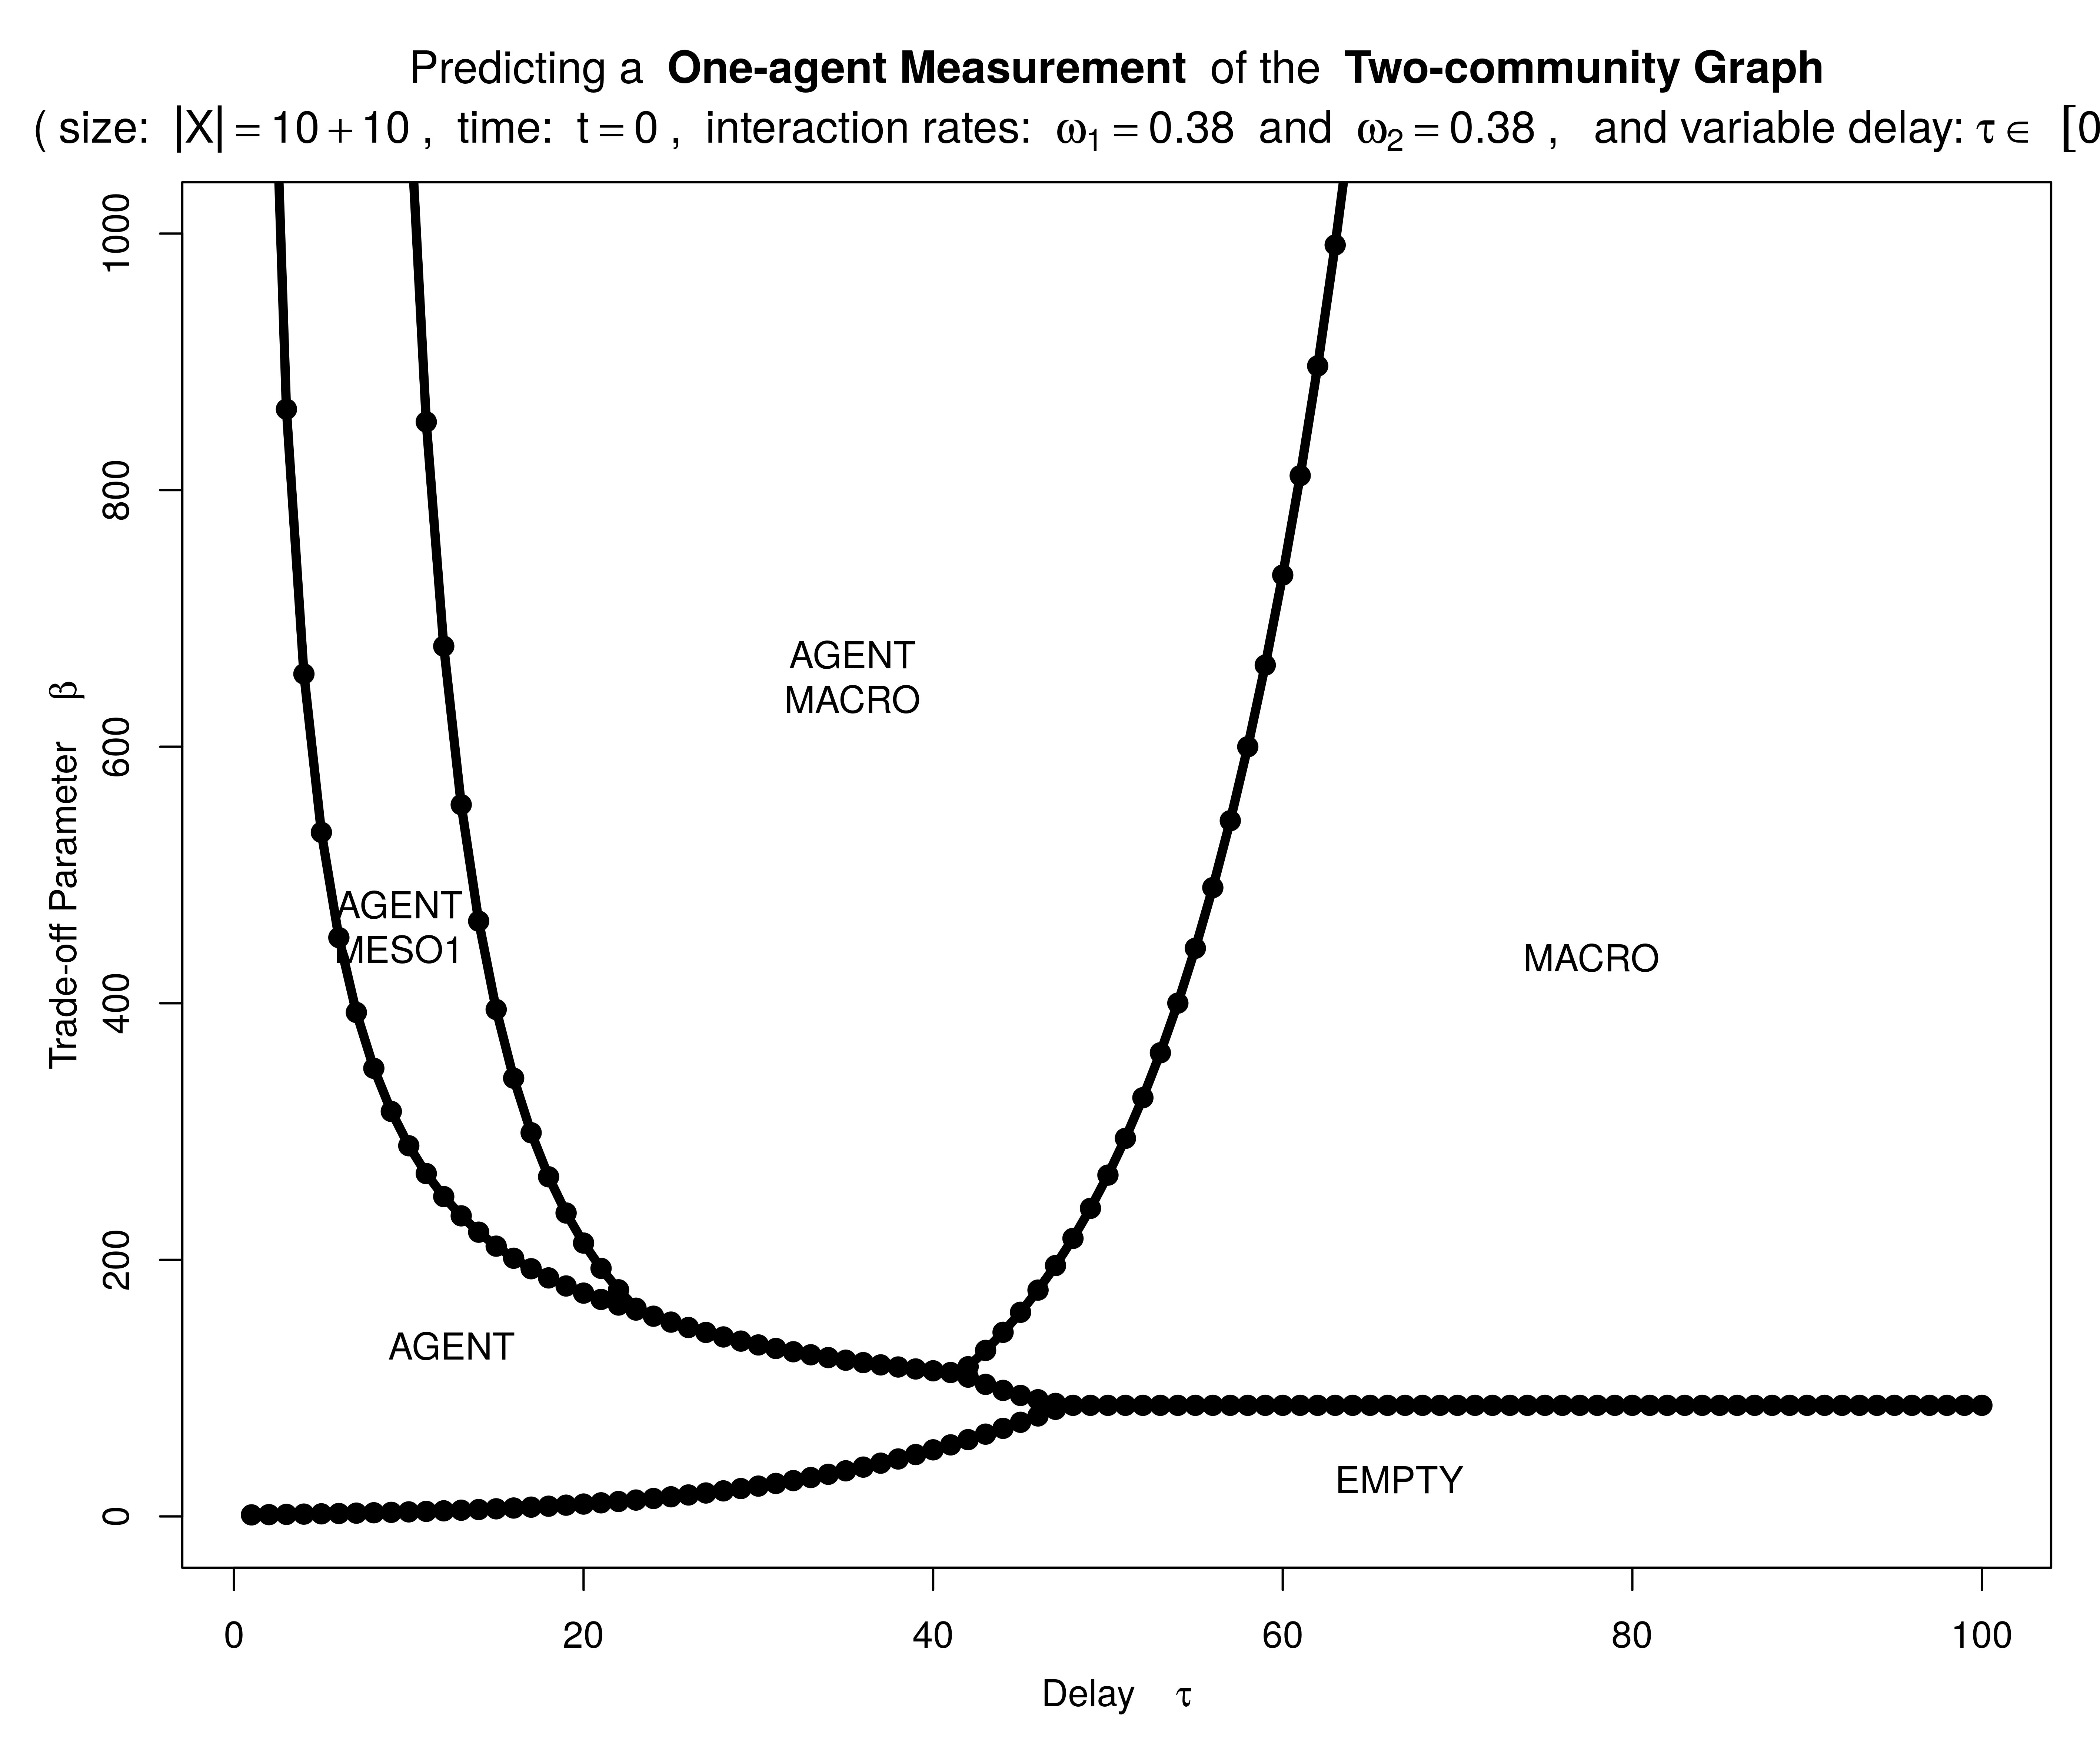 Predicting a One-agent Measurement of the Two-community Graph
( size: |X| = 10 + 10 , time: t = 0 , interaction rates: ω1 = 0.38 and ω2 = 0.38 , and variable delay: τ ∈ [0
1000
800
600
400
200
0
Trade-off Parameter β
AGENT
MACRO
AGENT
MESO1
MACRO
AGENT
EMPTY
0 20 40 60 80 100
Delay τ